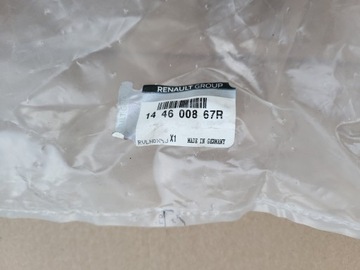 RENAULT GROUP
14 46 008 67R
X1 MADE IN GERMANY